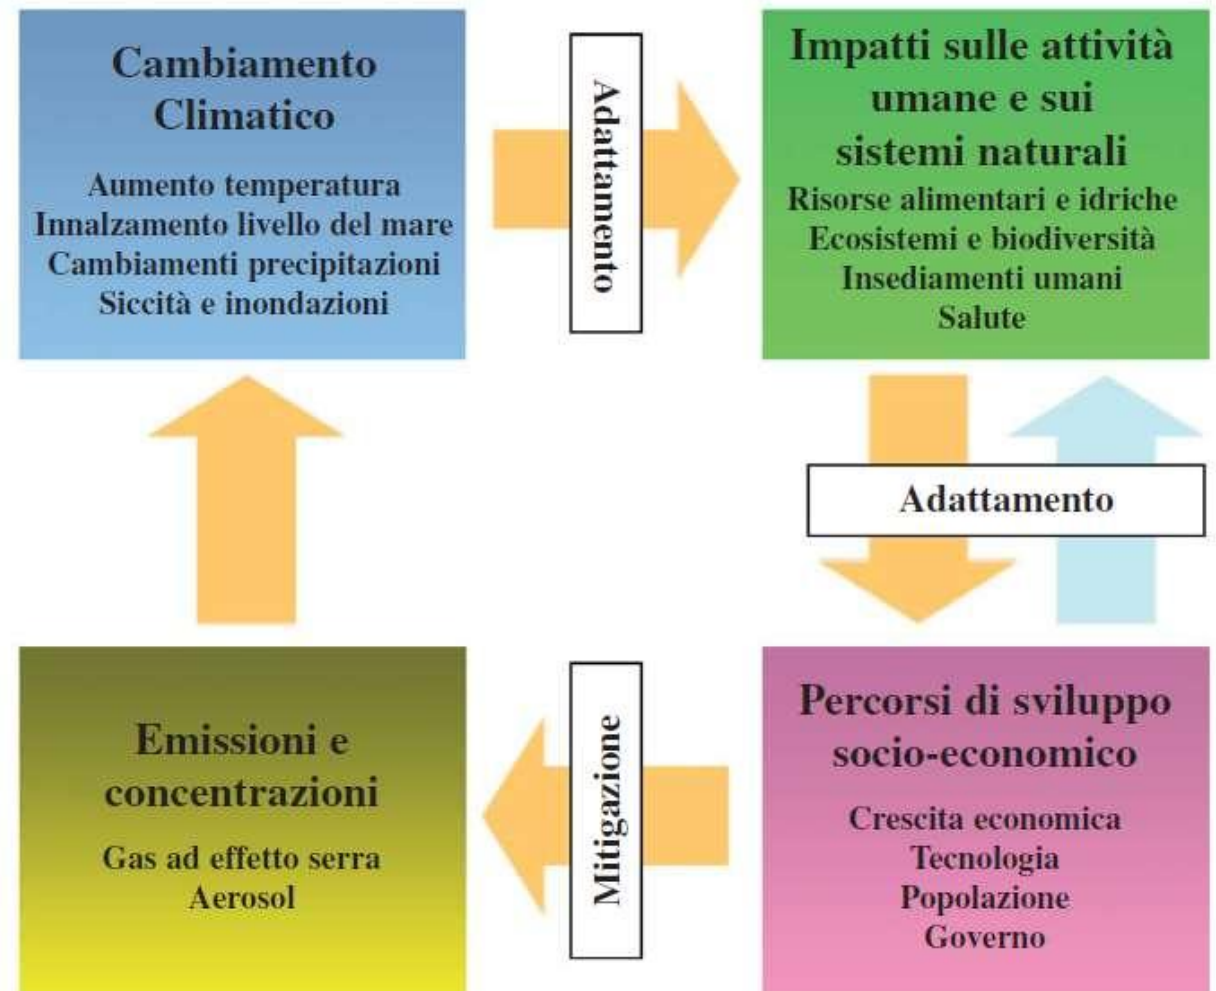 Cambiamento
Climatico
Aumento temperatura
Innalzamento livello del mare
Cambiamenti precipitazioni
Siccità e inondazioni
Adattamento
Impatti sulle attività
umane e sui
sistemi naturali
Risorse alimentari e idriche
Ecosistemi e biodiversità
Insediamenti umani
Salute
Adattamento
Emissioni e
concentrazioni
Gas ad effetto serra
Aerosol
Mitigazione
Percorsi di sviluppo
socio-economico
Crescita economica
Tecnologia
Popolazione
Governo